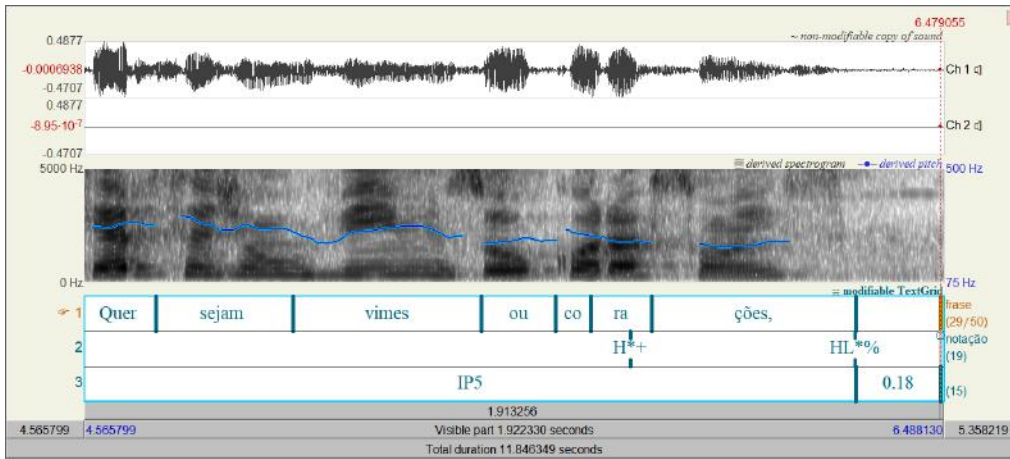 6.479055
0.4877
~ non-modifiable copy of sound
-0.0006938
Ch 1
-0.4707
0.4877
-8.95·10⁻⁷
Ch 2
-0.4707
5000 Hz
derived spectrogram
derived pitch
500 Hz
0 Hz
75 Hz
modifiable TextGrid
1
Quer sejam vimes ou co ra ções,
frase
(29/50)
2
H*+ HL*%
notação
(19)
3
IP5 0.18
(15)
1.913256
4.565799 4.565799 Visible part 1.922330 seconds 6.488130 5.358219
Total duration 11.846349 seconds